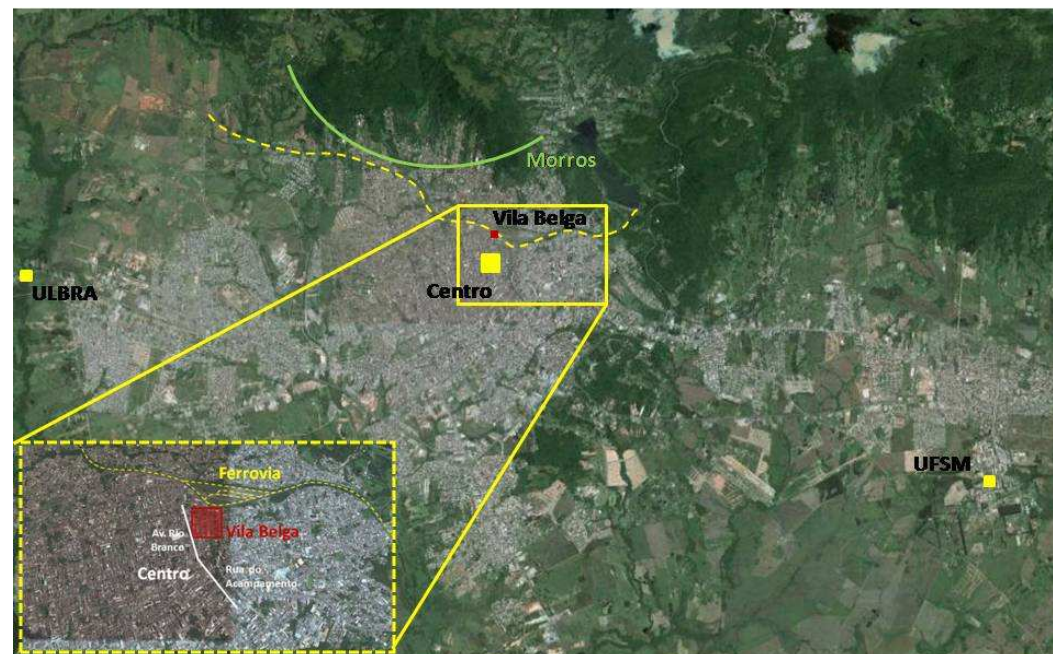 Morros
Vila Belga
ULBRA
Centro
UFSM
Ferrovia
Av. Rio
Branco
Vila Belga
Centro
Rua do
Acampamento